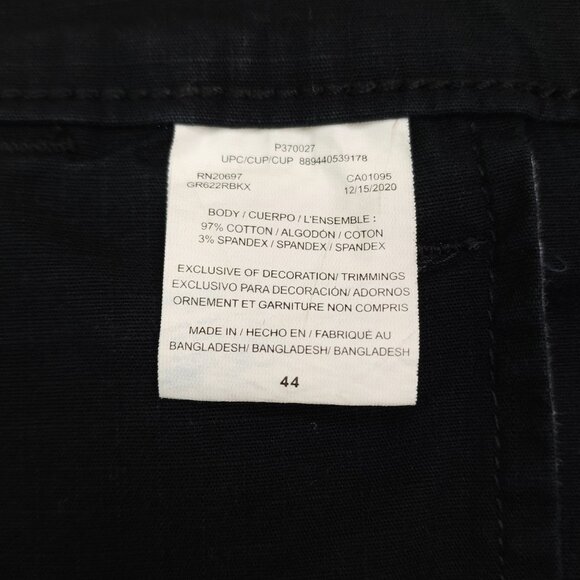 P370027
UPC/CUP/CUP 889440539178
RN20697 CA01095
GR622RBKX 12/15/2020
BODY / CUERPO / L'ENSEMBLE :
97% COTTON / ALGODÓN / COTON
3% SPANDEX / SPANDEX / SPANDEX
EXCLUSIVE OF DECORATION/ TRIMMINGS
EXCLUSIVO PARA DECORACIÓN/ ADORNOS
ORNEMENT ET GARNITURE NON COMPRIS
MADE IN / HECHO EN / FABRIQUÉ AU
BANGLADESH/ BANGLADESH/ BANGLADESH
44